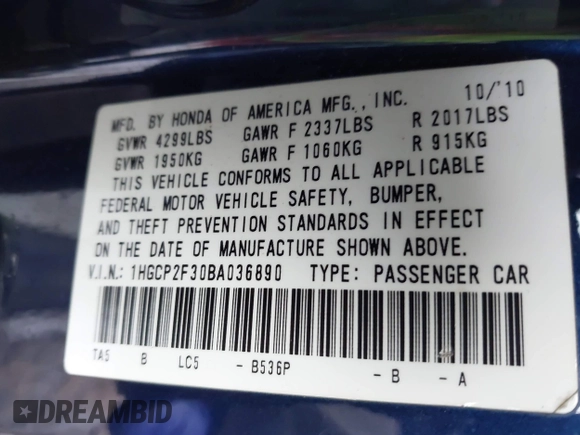 MFD. BY HONDA OF AMERICA MFG., INC. 10/'10
GVWR 4299LBS GAWR F 2337LBS R 2017LBS
GVWR 1950KG GAWR F 1060KG R 915KG
THIS VEHICLE CONFORMS TO ALL APPLICABLE
FEDERAL MOTOR VEHICLE SAFETY, BUMPER,
AND THEFT PREVENTION STANDARDS IN EFFECT
ON THE DATE OF MANUFACTURE SHOWN ABOVE.
V.I.N.: 1HGCP2F30BA036890 TYPE: PASSENGER CAR
TA5 B LC5 - B536P - B - A
DREAMBID